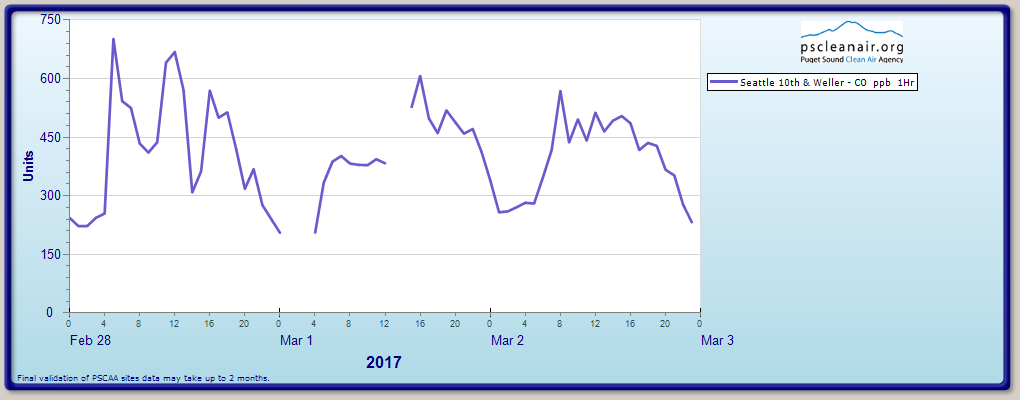 pscleanair.org
Puget Sound Clean Air Agency
Seattle 10th & Weller - CO ppb 1Hr
Units
750
600
450
300
150
0
0 4 8 12 16 20 0 4 8 12 16 20 0 4 8 12 16 20 0
Feb 28 Mar 1 Mar 2 Mar 3
2017
Final validation of PSCAA sites data may take up to 2 months.